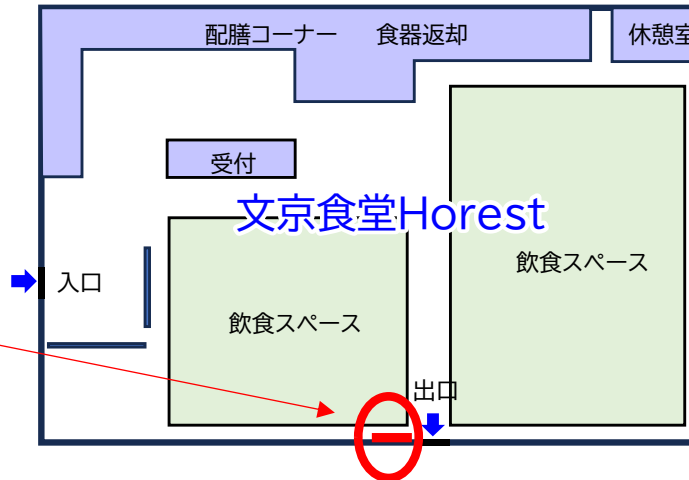 配膳コーナー 食器返却
休憩室
受付
文京食堂Horest
飲食スペース
入口
飲食スペース
出口